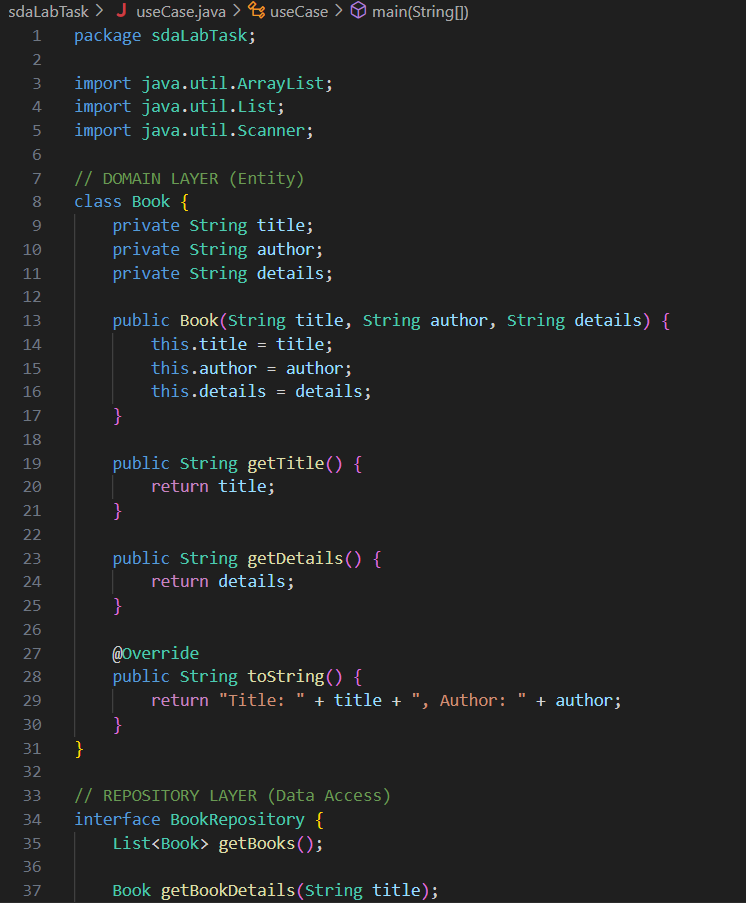 sdaLabTask > useCase.java > useCase > main(String[])
1 package sdaLabTask;
2
3 import java.util.ArrayList;
4 import java.util.List;
5 import java.util.Scanner;
6
7 // DOMAIN LAYER (Entity)
8 class Book {
9     private String title;
10     private String author;
11     private String details;
12
13     public Book(String title, String author, String details) {
14         this.title = title;
15         this.author = author;
16         this.details = details;
17     }
18
19     public String getTitle() {
20         return title;
21     }
22
23     public String getDetails() {
24         return details;
25     }
26
27     @Override
28     public String toString() {
29         return "Title: " + title + ", Author: " + author;
30     }
31 }
32
33 // REPOSITORY LAYER (Data Access)
34 interface BookRepository {
35     List<Book> getBooks();
36
37     Book getBookDetails(String title);